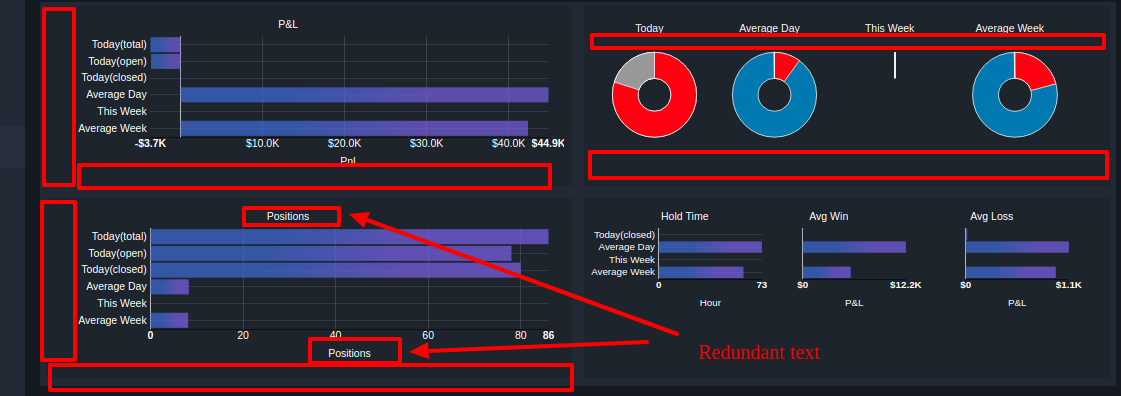 P&L
Today(total)
Today(open)
Today(closed)
Average Day
This Week
Average Week
-$3.7K $10.0K $20.0K $30.0K $40.0K $44.9K
Pnl
Today Average Day This Week Average Week
Positions
Today(total)
Today(open)
Today(closed)
Average Day
This Week
Average Week
0 20 40 60 80 86
Positions
Hold Time Avg Win Avg Loss
Today(closed)
Average Day
This Week
Average Week
0 73 $0 $12.2K $0 $1.1K
Hour P&L P&L
Redundant text